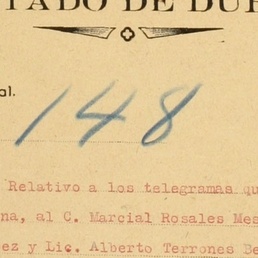 TADO DE DUR
al.
148
Relativo a los telegramas qu
na, al C. Marcial Rosales Mes
ez y Lic. Alberto Terrones Be